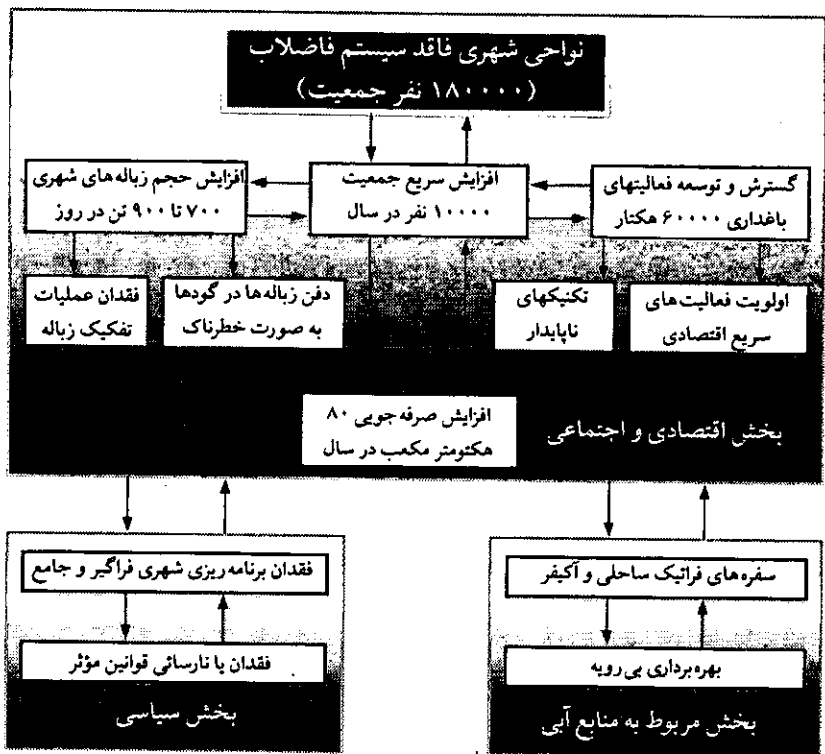 نواحی شهری فاقد سیستم فاضلاب
(۱۸۰۰۰۰ نفر جمعیت)
گسترش و توسعه فعالیتهای
باغداری ۶۰۰۰۰ هکتار
افزایش سریع جمعیت
۱۰۰۰۰ نفر در سال
افزایش حجم زباله‌های شهری
۷۰۰ تا ۹۰۰ تن در روز
اولویت فعالیت‌های
سریع اقتصادی
تکنیکهای
ناپایدار
دفن زباله‌ها در گودها
به صورت خطرناک
فقدان عملیات
تفکیک زباله
افزایش صرفه‌جویی ۸۰
هکتومتر مکعب در سال
بخش اقتصادی و اجتماعی
سفره‌های فراتیک ساحلی و آکیفر
بهره‌برداری بی‌رویه
بخش مربوط به منابع آبی
فقدان برنامه‌ریزی شهری فراگیر و جامع
فقدان یا نارسائی قوانین مؤثر
بخش سیاسی